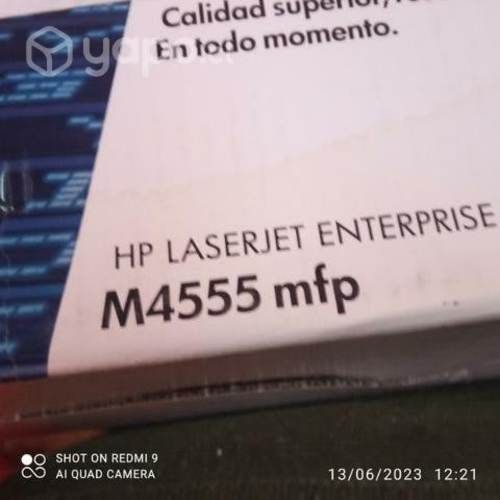 Calidad superior
En todo momento.
yapo.cl
HP LASERJET ENTERPRISE
M4555 mfp
SHOT ON REDMI 9
AI QUAD CAMERA
13/06/2023 12:21